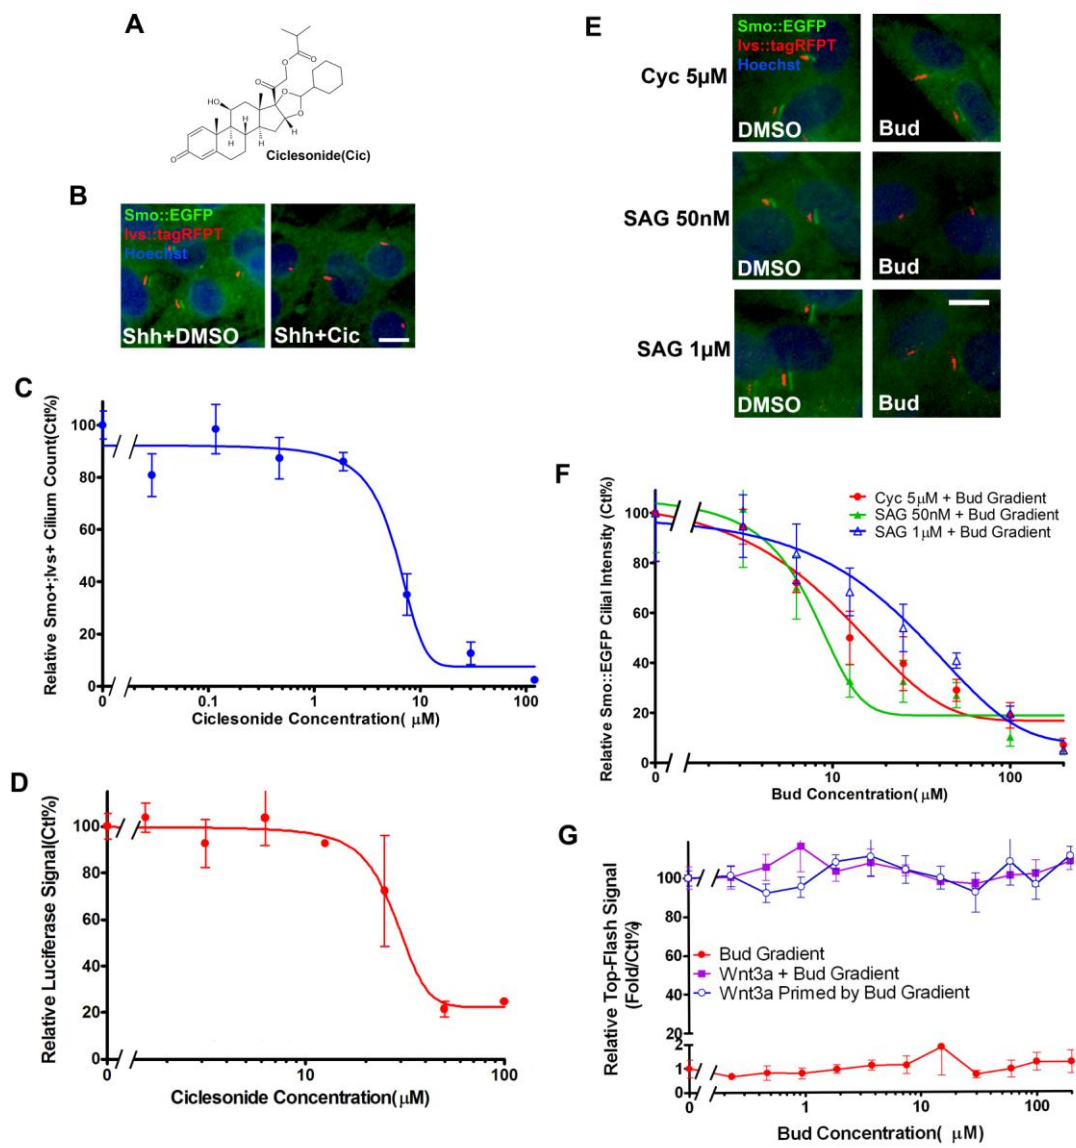 A
HO
O
O
O
O
O
O
H
H
H
H
Ciclesonide(Cic)
B
Smo::EGFP
Ivs::tagRFPT
Hoechst
Shh+DMSO
Shh+Cic
C
Relative Smo+;Ivs+ Cilium Count(Ctl%)
100
80
60
40
20
0
0
0.1
1
10
100
Ciclesonide Concentration( μM)
D
Relative Luciferase Signal(Ctl%)
100
80
60
40
20
0
0
10
100
Ciclesonide Concentration(μM)
E
Smo::EGFP
Ivs::tagRFPT
Hoechst
Cyc 5μM
DMSO
Bud
SAG 50nM
DMSO
Bud
SAG 1μM
DMSO
Bud
F
Relative Smo::EGFP Cilial Intensity (Ctl%)
100
80
60
40
20
0
Cyc 5μM + Bud Gradient
SAG 50nM + Bud Gradient
SAG 1μM + Bud Gradient
0
10
100
Bud Concentration( μM)
G
Relative Top-Flash Signal
(Fold/Ctl%)
100
80
60
40
20
2
1
0
Bud Gradient
Wnt3a + Bud Gradient
Wnt3a Primed by Bud Gradient
0
1
10
100
Bud Concentration( μM)